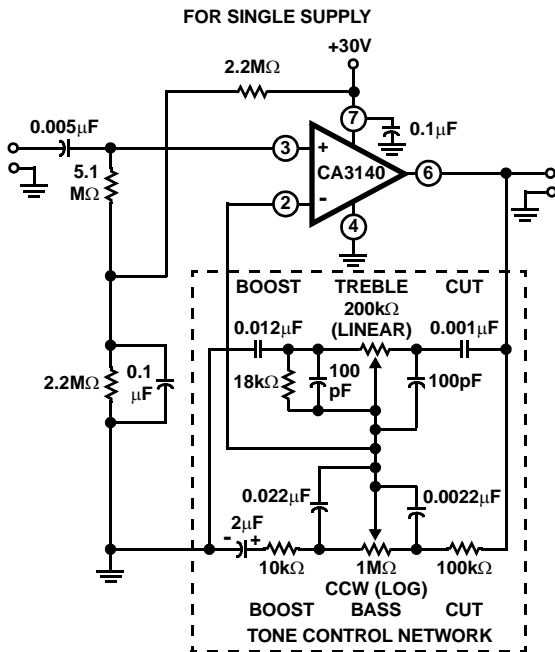 FOR SINGLE SUPPLY
+30V
2.2MΩ
0.005μF
7
0.1μF
5.1
MΩ
3
+
CA3140
6
2
-
4
BOOST
TREBLE
CUT
200kΩ
(LINEAR)
0.012μF
0.001μF
18kΩ
100
pF
100pF
2.2MΩ
0.1
μF
0.022μF
0.0022μF
2μF
-
+
10kΩ
1MΩ
100kΩ
CCW (LOG)
BOOST
BASS
CUT
TONE CONTROL NETWORK